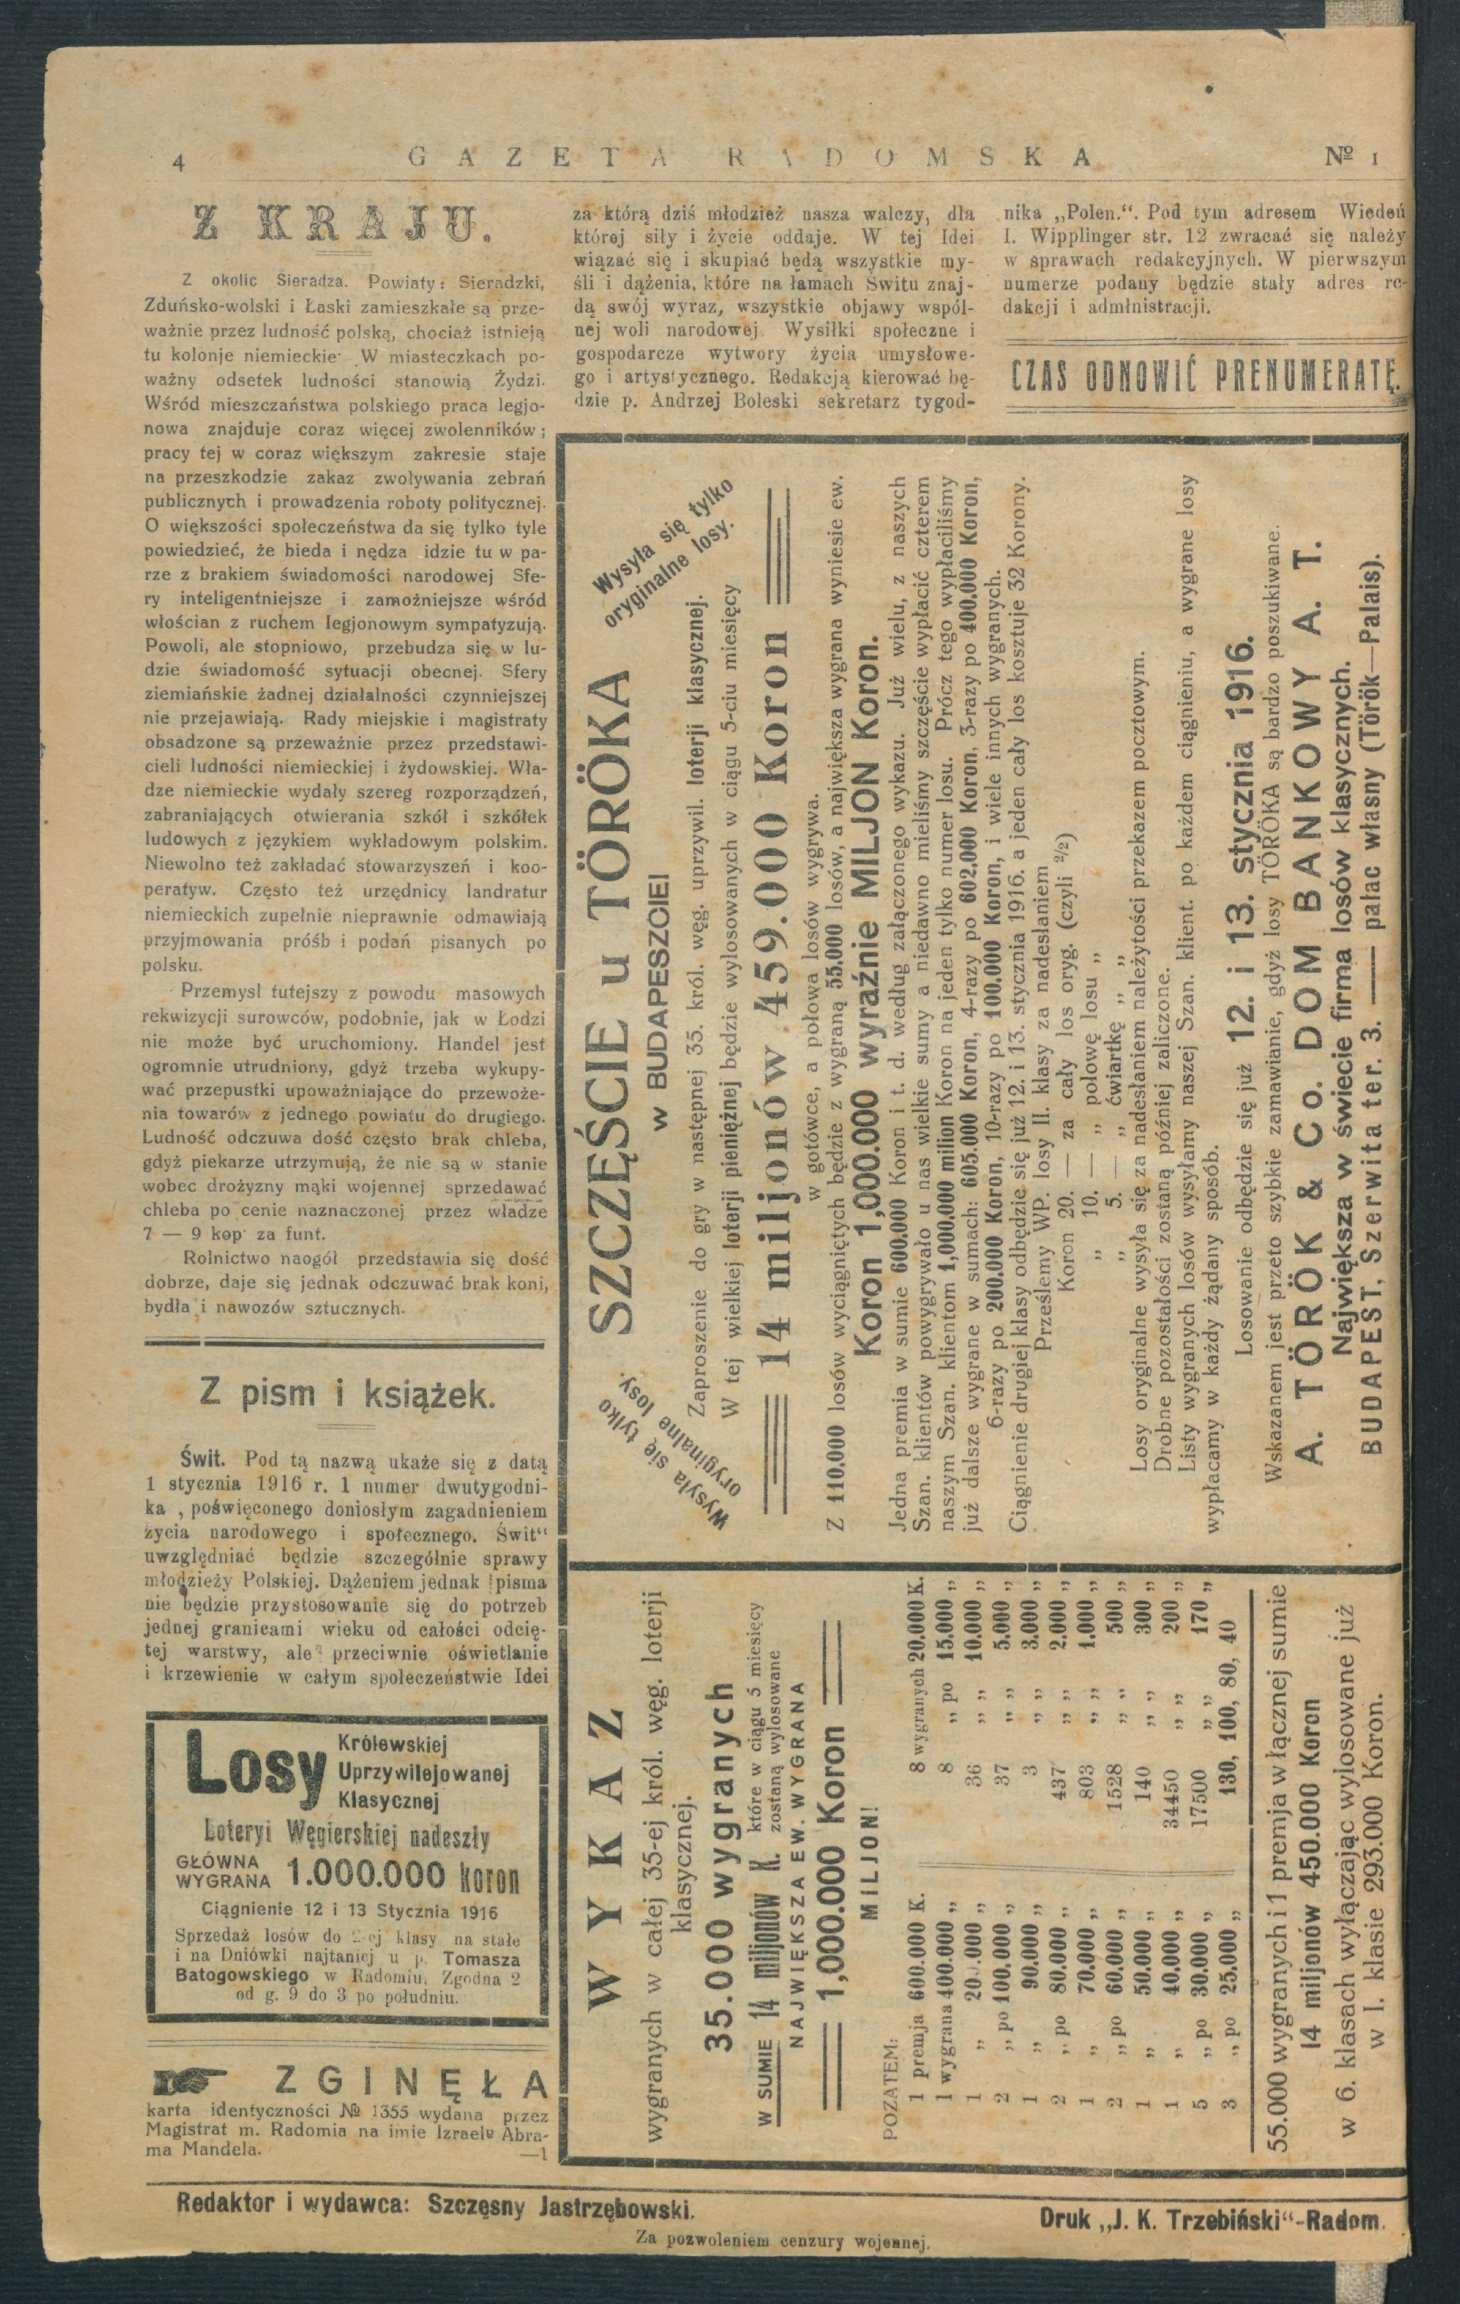 4
GAZETA RADOMSKA
№ 1
Z KRAJU.
Z okolic Sieradza. Powiaty: Sieradzki,
Zduńsko-wolski i Łaski zamieszkałe są prze-
ważnie przez ludność polską, chociaż istnieją
tu kolonje niemieckie· W miasteczkach po-
ważny odsetek ludności stanowią Żydzi.
Wśród mieszczaństwa polskiego praca legjo-
nowa znajduje coraz więcej zwolenników;
pracy tej w coraz większym zakresie staje
na przeszkodzie zakaz zwoływania zebrań
publicznych i prowadzenia roboty politycznej.
O większości społeczeństwa da się tylko tyle
powiedzieć, że bieda i nędza idzie tu w pa-
rze z brakiem świadomości narodowej Sfe-
ry inteligentniejsze i zamożniejsze wśród
włościan z ruchem legjonowym sympatyzują.
Powoli, ale stopniowo, przebudza się w lu-
dzie świadomość sytuacji obecnej. Sfery
ziemiańskie żadnej działalności czynniejszej
nie przejawiają. Rady miejskie i magistraty
obsadzone są przeważnie przez przedstawi-
cieli ludności niemieckiej i żydowskiej. Wła-
dze niemieckie wydały szereg rozporządzeń,
zabraniających otwierania szkół i szkółek
ludowych z językiem wykładowym polskim.
Niewolno też zakładać stowarzyszeń i koo-
peratyw. Często też urzędnicy landratur
niemieckich zupełnie nieprawnie odmawiają
przyjmowania próśb i podań pisanych po
polsku.
Przemysł tutejszy z powodu masowych
rekwizycji surowców, podobnie, jak w Łodzi
nie może być uruchomiony. Handel jest
ogromnie utrudniony, gdyż trzeba wykupy-
wać przepustki upoważniające do przewoże-
nia towarów z jednego powiatu do drugiego.
Ludność odczuwa dość często brak chleba,
gdyż piekarze utrzymują, że nie są w stanie
wobec drożyzny mąki wojennej sprzedawać
chleba po cenie naznaczonej przez władze
7 — 9 kop· za funt.
Rolnictwo naogół przedstawia się dość
dobrze, daje się jednak odczuwać brak koni,
bydła i nawozów sztucznych.
Z pism i książek.
Świt. Pod tą nazwą ukaże się z datą
1 stycznia 1916 r. 1 numer dwutygodni-
ka , poświęconego doniosłym zagadnieniem
życia narodowego i społecznego. Świt“
uwzględniać będzie szczególnie sprawy
młodzieży Polskiej. Dążeniem jednak pisma
nie będzie przystosowanie się do potrzeb
jednej granicami wieku od całości odcię-
tej warstwy, ale przeciwnie oświetlanie
i krzewienie w całym społeczeństwie Idei
za którą dziś młodzież nasza walczy, dla
której siły i życie oddaje. W tej Idei
wiązać się i skupiać będą wszystkie my-
śli i dążenia, które na łamach Świtu znaj-
dą swój wyraz, wszystkie objawy wspól-
nej woli narodowej Wysiłki społeczne i
gospodarcze wytwory życia umysłowe-
go i artystycznego. Redakcją kierować bę-
dzie p. Andrzej Boleski sekretarz tygod-
nika „Polen.“. Pod tym adresem Wiedeń
I. Wipplinger str. 12 zwracać się należy
w sprawach redakcyjnych. W pierwszym
numerze podany będzie stały adres re-
dakcji i admłnistracji.
CZAS ODNOWIĆ PRENUMERATĘ.
Losy
Królewskiej
Uprzywilejowanej
Klasycznej
Loteryi Węgierskiej nadeszły
GŁÓWNA
WYGRANA 1.000.000 koron
Ciągnienie 12 i 13 Stycznia 1916
Sprzedaż losów do 2-ej klasy na stałe
i na Dniówki najtaniej u p. Tomasza
Batogowskiego w Radomiu, Zgodna 2
od g. 9 do 3 po południu.
ZGINĘŁA
karta identyczności № 1355 wydana przez
Magistrat m. Radomia na imie Izraela Abra-
ma Mandela. —1
Wysyła się tylko
oryginalne losy.
SZCZĘŚCIE u TÖRÖKA
w BUDAPESZCIE!
Wysyła się tylko
oryginalne losy.
Zaproszenie do gry w następnej 35. król. węg. uprzywil. loterji klasycznej.
W tej wielkiej loterji pieniężnej będzie wylosowanych w ciągu 5-ciu miesięcy
14 miljonów 459.000 Koron
w gotówce, a połowa losów wygrywa.
Z 110.000 losów wyciągniętych będzie z wygraną 55.000 losów, a największa wygrana wyniesie ew.
Koron 1,000.000 wyraźnie MILJON Koron.
Jedna premia w sumie 600.000 Koron i t. d. według załączonego wykazu. Już wielu, z naszych
Szan. klientów powygrywało u nas wielkie sumy a niedawno mieliśmy szczęście wypłacić czterem
naszym Szan. klientom 1,000,000 milion Koron na jeden tylko numer losu. Prócz tego wypłaciliśmy
już dalsze wygrane w sumach: 605.000 Koron, 4-razy po 602.000 Koron, 3-razy po 400.000 Koron,
6-razy po 200.000 Koron, 10-razy po 100.000 Koron, i wiele innych wygranych.
Ciągnienie drugiej klasy odbędzie się już 12. i 13. stycznia 1916. a jeden cały los kosztuje 32 Korony.
Prześlemy WP. losy II. klasy za nadesłaniem
Koron 20. — za cały los oryg. (czyli 2/2)
„ 10. — „ połowę losu „
„ 5. — „ ćwiartkę „ „
Losy oryginalne wysyła się za nadesłaniem należytości przekazem pocztowym.
Drobne pozostałości zostaną później zaliczone.
Listy wygranych losów wysyłamy naszej Szan. klient. po każdem ciągnieniu, a wygrane losy
wypłacamy w każdy żądany sposób.
Losowanie odbędzie się już 12. i 13. stycznia 1916.
Wskazanem jest przeto szybkie zamawianie, gdyż losy TÖRÖKA są bardzo poszukiwane.
A. TÖRÖK & Co. DOM BANKOWY A. T.
Największa w świecie firma losów klasycznych.
BUDAPEST, Szerwita ter. 3. — pałac własny (Török—Palais).
WYKAZ
wygranych w całej 35-ej król. węg. loterji
klasycznej.
35.000 wygranych
W SUMIE 14 miljonów K. które w ciągu 5 miesięcy
zostaną wylosowane
NAJWIĘKSZA EW. WYGRANA
1,000.000 Koron
MILJON!
POZATEM:
1 premja 600.000 K.
1 wygrana 400.000 „
1 „ 200.000 „
2 „ po 100.000 „
1 „ 90.000 „
2 „ po 80.000 „
1 „ 70.000 „
2 „ po 60.000 „
1 „ 50.000 „
1 „ 40.000 „
5 „ po 30.000 „
3 „ po 25.000 „
8 wygranych 20.000 K.
8 „ po 15.000 „
36 „ „ 10.000 „
37 „ „ 5.000 „
3 „ „ 3.000 „
437 „ „ 2.000 „
803 „ „ 1.000 „
1528 „ „ 500 „
140 „ „ 300 „
34450 „ „ 200 „
17500 „ „ 170 „
130, 100, 80, 40
55.000 wygranych i 1 premja w łącznej sumie
14 miljonów 450.000 Koron
w 6. klasach wyłączając wylosowane już
w I. klasie 293.000 Koron.
Redaktor i wydawca: Szczęsny Jastrzębowski.
Druk „J. K. Trzebiński“-Radom.
Za pozwoleniem cenzury wojennej.